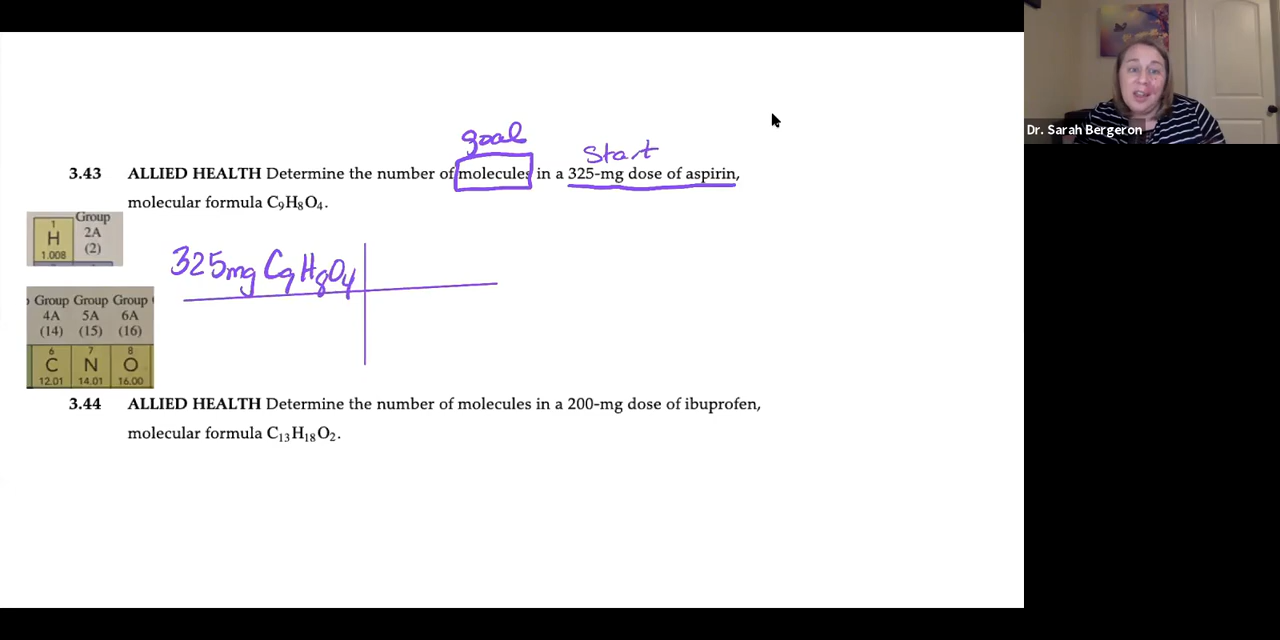 goal
Start
3.43 ALLIED HEALTH Determine the number of molecules in a 325-mg dose of aspirin,
molecular formula C₉H₈O₄.
1
H
1.008
Group
2A
(2)
325mg C₉H₈O₄
Group Group Group
4A 5A 6A
(14) (15) (16)
6 7 8
C N O
12.01 14.01 16.00
3.44 ALLIED HEALTH Determine the number of molecules in a 200-mg dose of ibuprofen,
molecular formula C₁₃H₁₈O₂.
Dr. Sarah Bergeron